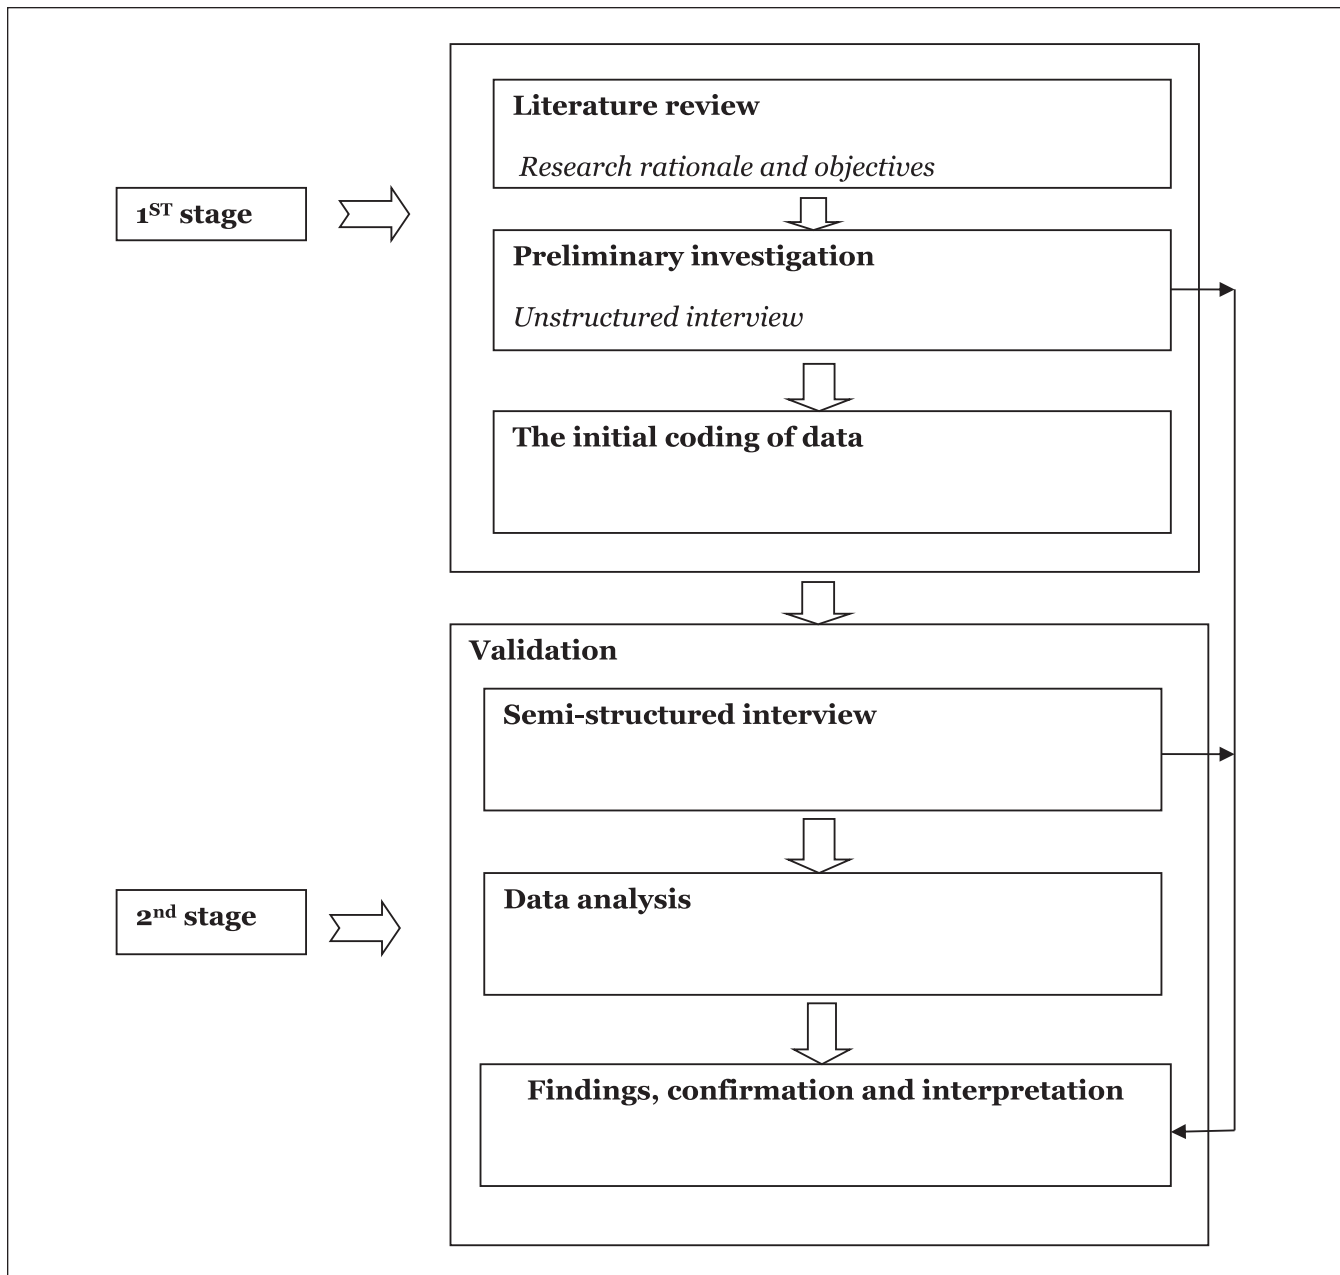 Literature review
Research rationale and objectives
1ST stage
Preliminary investigation
Unstructured interview
The initial coding of data
Validation
Semi-structured interview
Data analysis
2nd stage
Findings, confirmation and interpretation